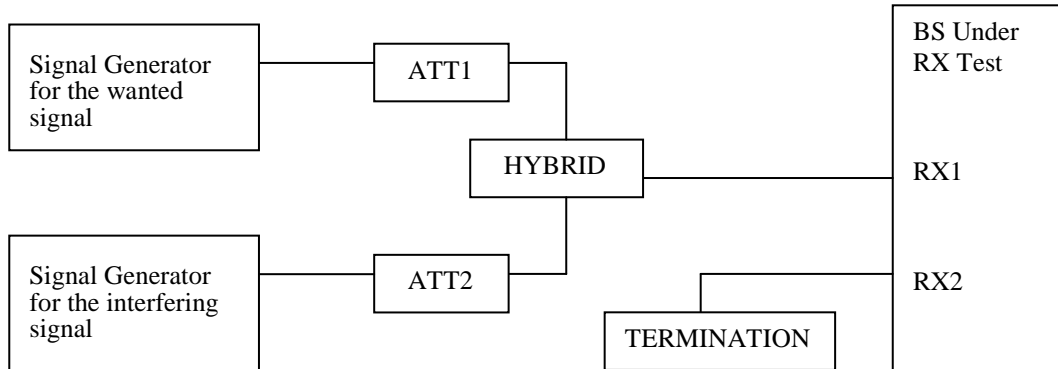 Signal Generator
for the wanted
signal
ATT1
HYBRID
Signal Generator
for the interfering
signal
ATT2
TERMINATION
BS Under
RX Test
RX1
RX2